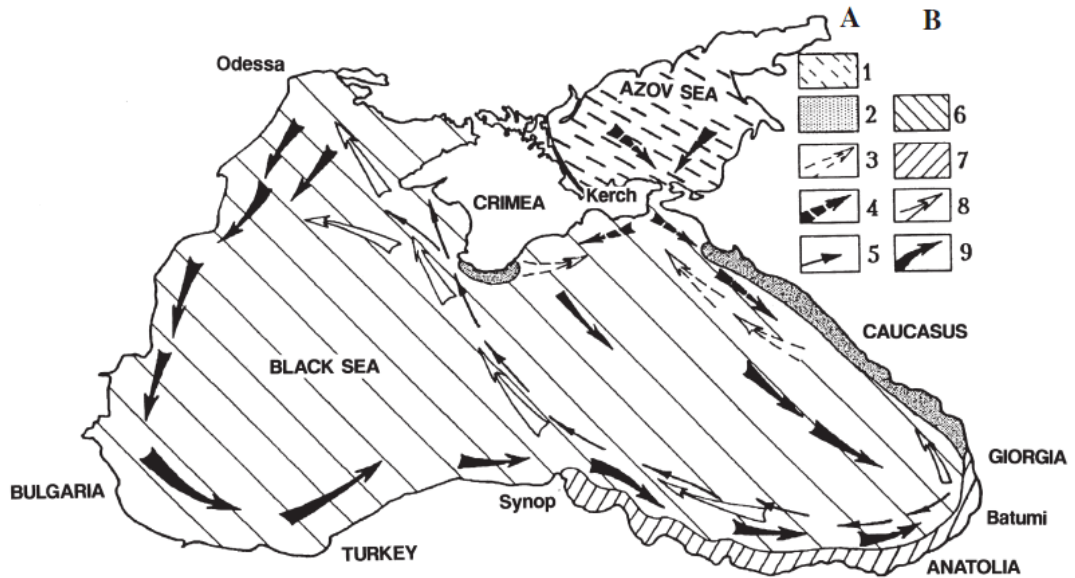 A B
Odessa
AZOV SEA
1
2 6
Kerch
CRIMEA
3 7
4 8
5 9
CAUCASUS
BLACK SEA
GIORGIA
BULGARIA
Synop
Batumi
TURKEY
ANATOLIA